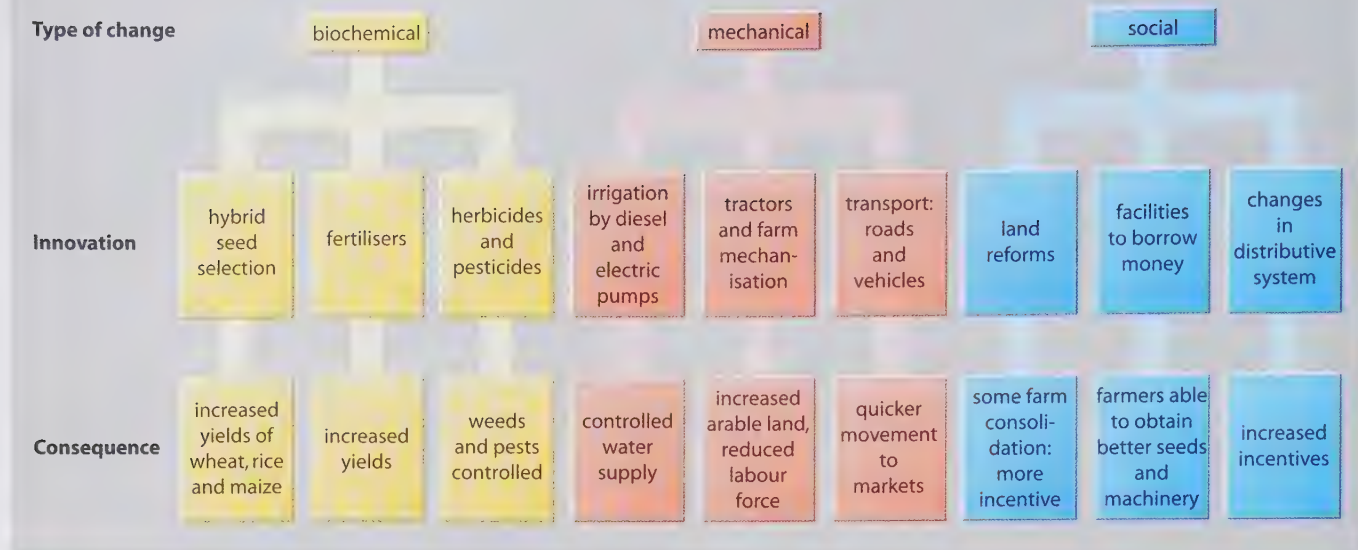 Type of change
biochemical
mechanical
social
Innovation
hybrid
seed
selection
fertilisers
herbicides
and
pesticides
irrigation
by diesel
and
electric
pumps
tractors
and farm
mechan-
isation
transport:
roads
and
vehicles
land
reforms
facilities
to borrow
money
changes
in
distributive
system
Consequence
increased
yields of
wheat, rice
and maize
increased
yields
weeds
and pests
controlled
controlled
water
supply
increased
arable land,
reduced
labour
force
quicker
movement
to
markets
some farm
consoli-
dation:
more
incentive
farmers able
to obtain
better seeds
and
machinery
increased
incentives